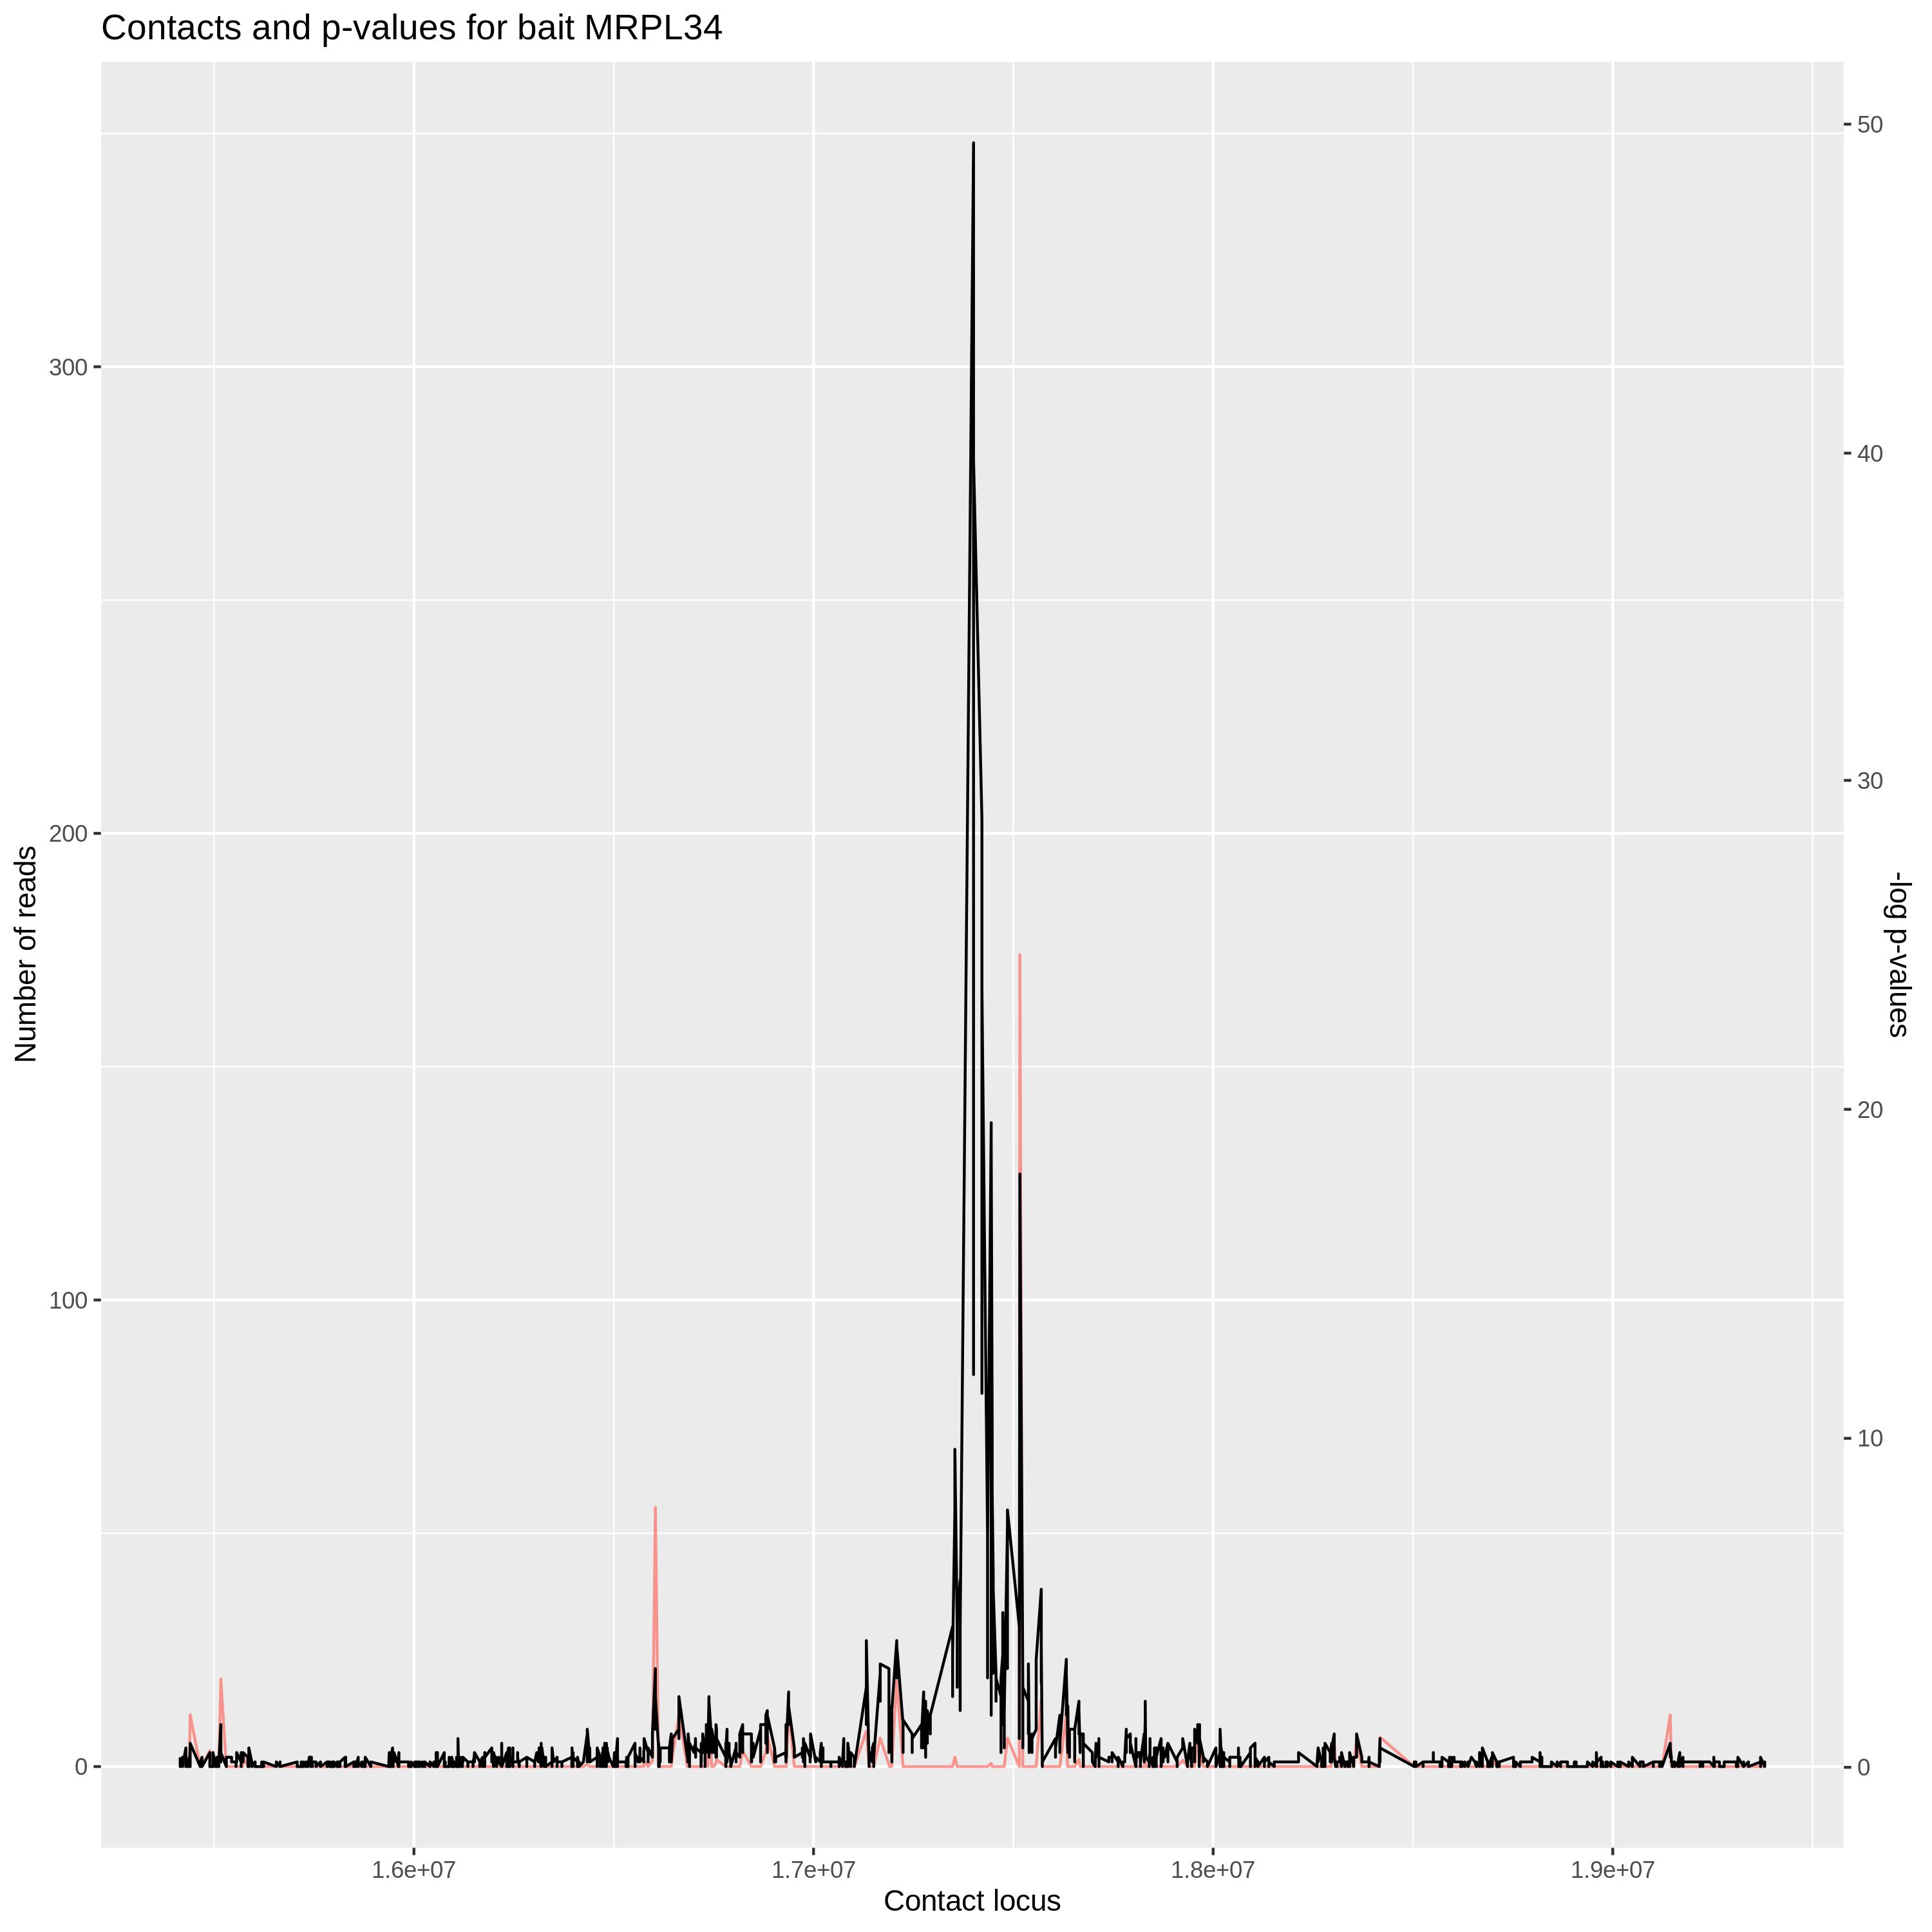 Contacts and p-values for bait MRPL34
Number of reads
300
200
100
0
50
40
30
20
10
0
-log p-values
1.6e+07
1.7e+07
1.8e+07
1.9e+07
Contact locus